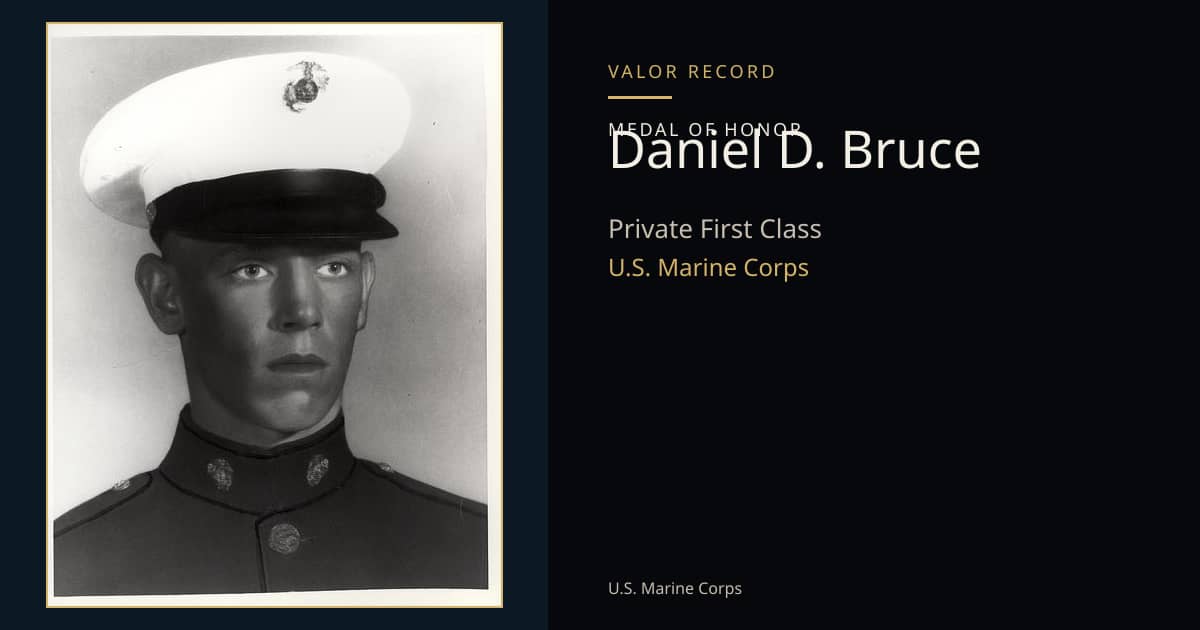 VALOR RECORD
MEDAL OF HONOR
Daniel D. Bruce
Private First Class
U.S. Marine Corps
U.S. Marine Corps